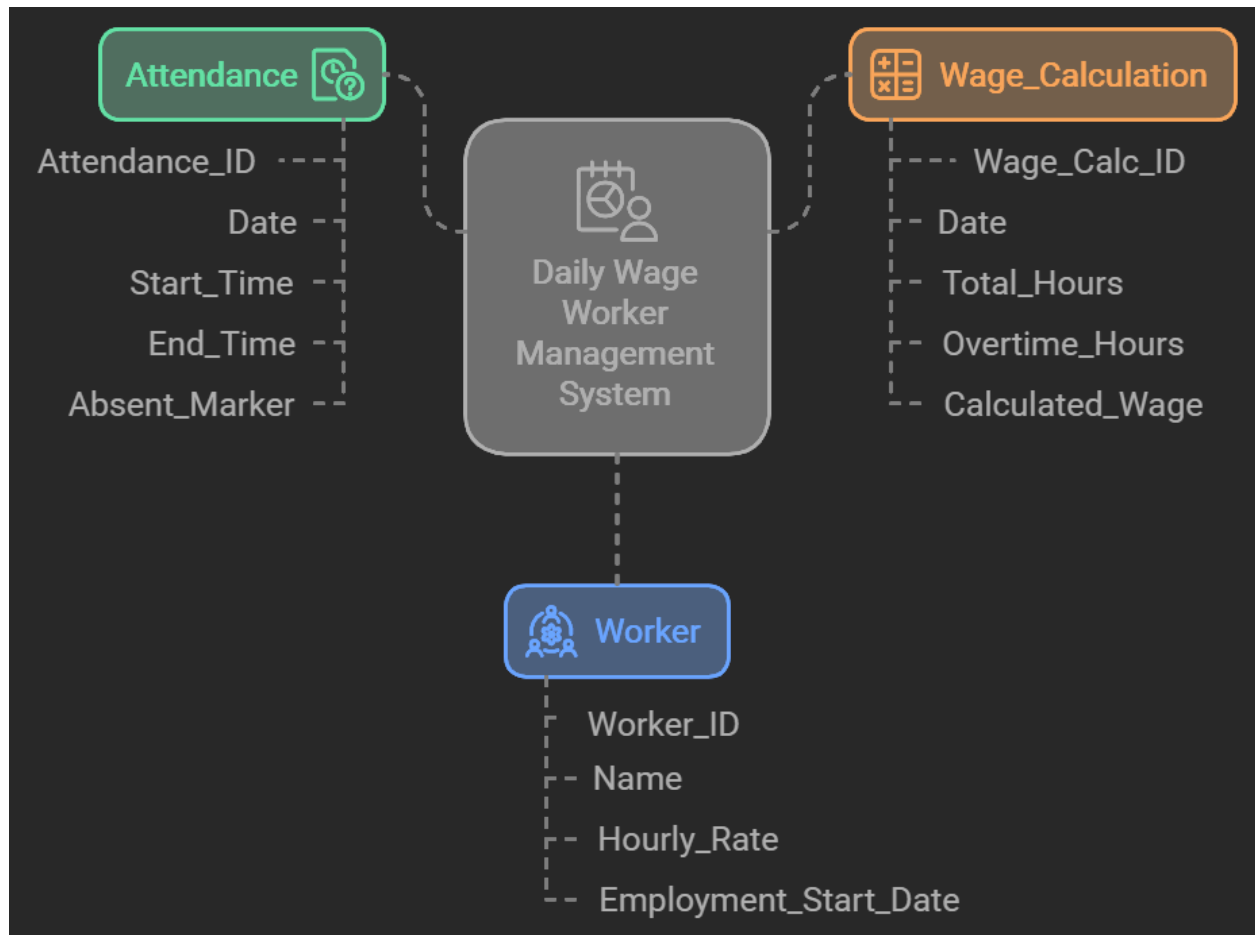 Attendance
Attendance_ID
Date
Start_Time
End_Time
Absent_Marker
Daily Wage
Worker
Management
System
Wage_Calculation
Wage_Calc_ID
Date
Total_Hours
Overtime_Hours
Calculated_Wage
Worker
Worker_ID
Name
Hourly_Rate
Employment_Start_Date